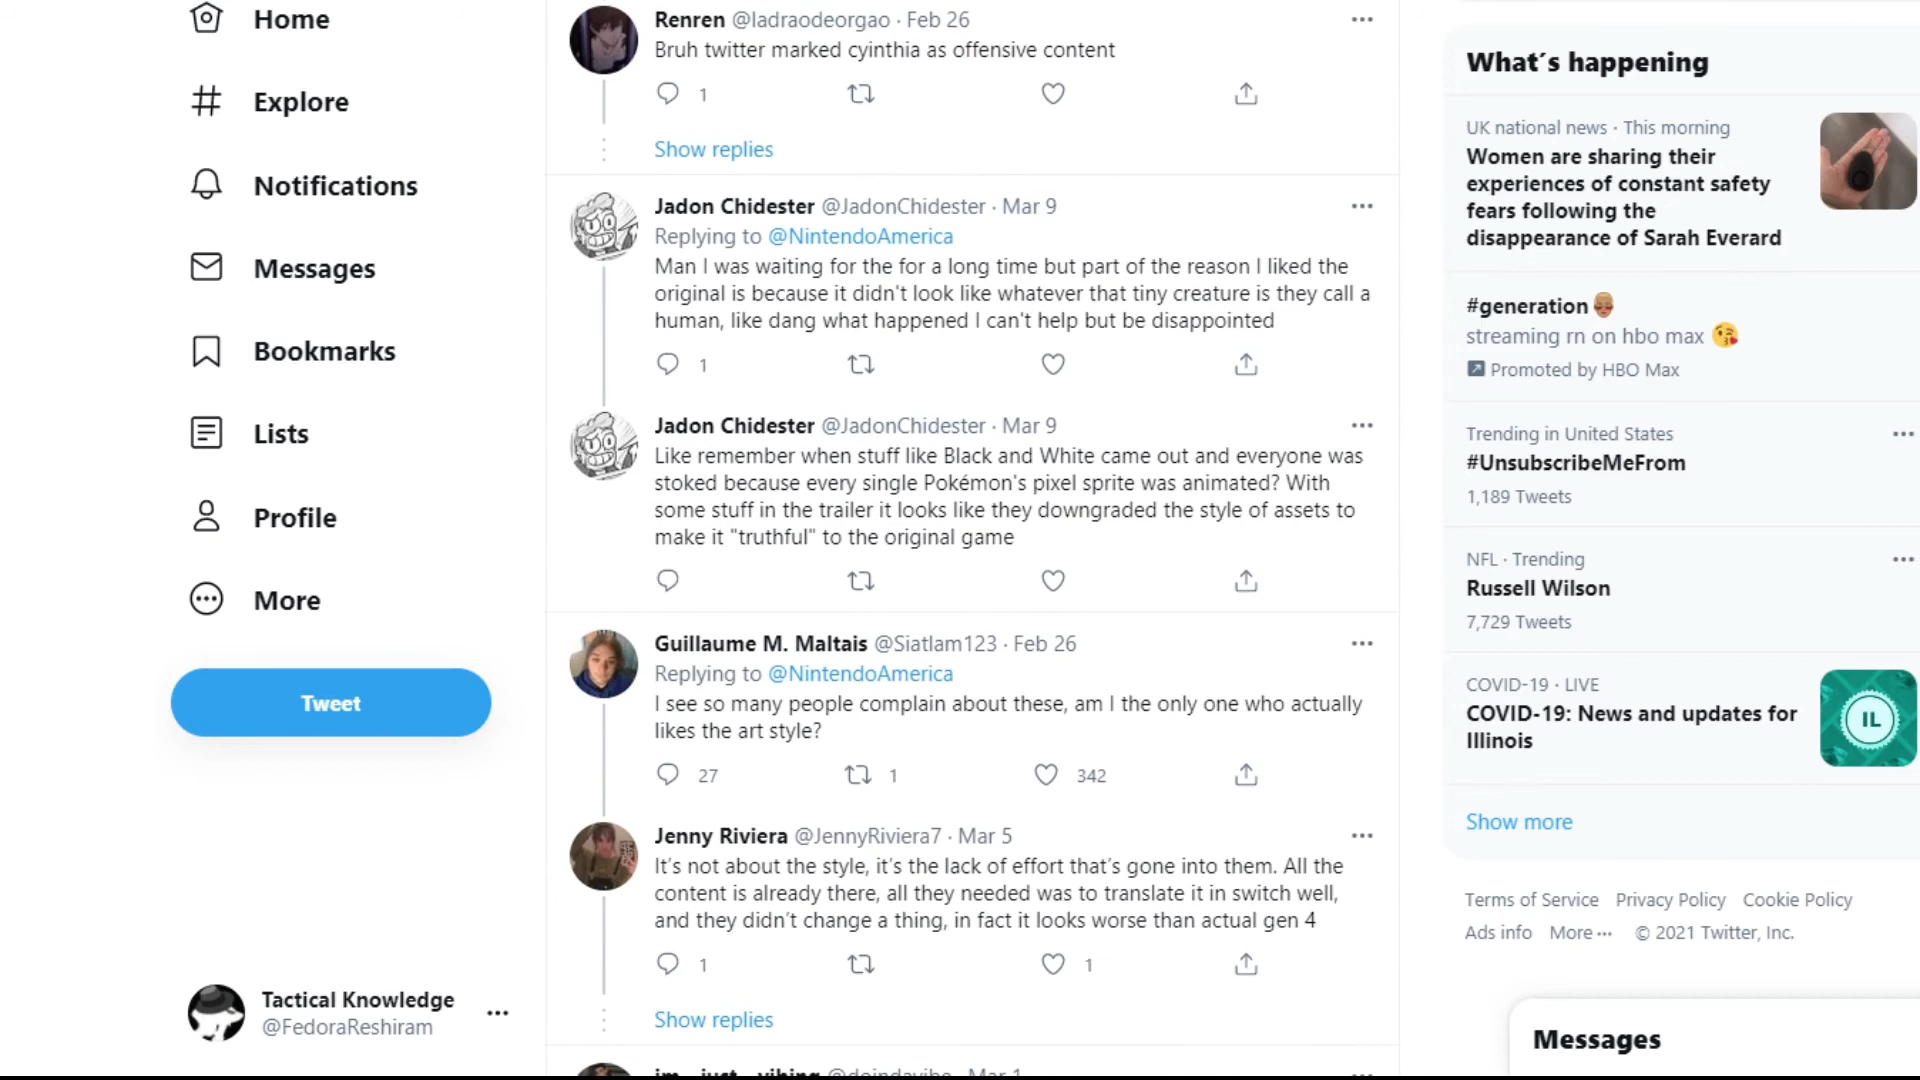 Home
Explore
Notifications
Messages
Bookmarks
Lists
Profile
More
Tweet
Tactical Knowledge
@FedoraReshiram
Renren @ladraodeorgao · Feb 26
Bruh twitter marked cyinthia as offensive content
1
Show replies
Jadon Chidester @JadonChidester · Mar 9
Replying to @NintendoAmerica
Man I was waiting for the for a long time but part of the reason I liked the
original is because it didn't look like whatever that tiny creature is they call a
human, like dang what happened I can't help but be disappointed
1
Jadon Chidester @JadonChidester · Mar 9
Like remember when stuff like Black and White came out and everyone was
stoked because every single Pokémon's pixel sprite was animated? With
some stuff in the trailer it looks like they downgraded the style of assets to
make it "truthful" to the original game
Guillaume M. Maltais @Siatlam123 · Feb 26
Replying to @NintendoAmerica
I see so many people complain about these, am I the only one who actually
likes the art style?
27 1 342
Jenny Riviera @JennyRiviera7 · Mar 5
It's not about the style, it's the lack of effort that's gone into them. All the
content is already there, all they needed was to translate it in switch well,
and they didn't change a thing, in fact it looks worse than actual gen 4
1 1
Show replies
im_just_vibing @doindavibe · Mar 1
What´s happening
UK national news · This morning
Women are sharing their
experiences of constant safety
fears following the
disappearance of Sarah Everard
#generation
streaming rn on hbo max
Promoted by HBO Max
Trending in United States
#UnsubscribeMeFrom
1,189 Tweets
NFL · Trending
Russell Wilson
7,729 Tweets
COVID-19 · LIVE
COVID-19: News and updates for
Illinois
IL
Show more
Terms of Service Privacy Policy Cookie Policy
Ads info More ··· © 2021 Twitter, Inc.
Messages